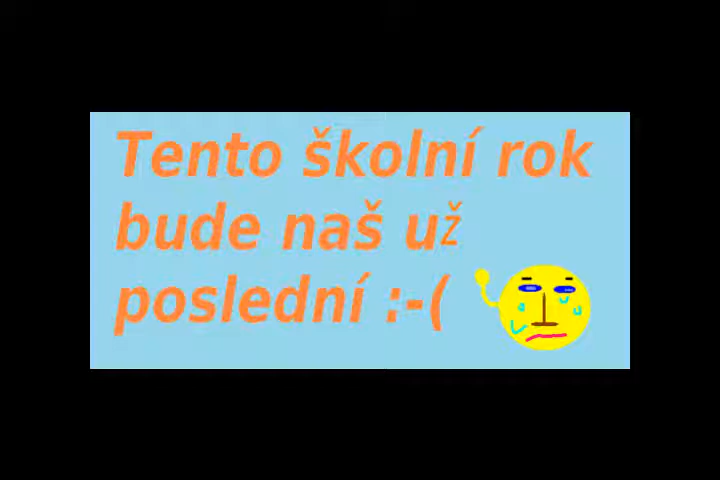 Tento školní rok
bude naš už
poslední :-(